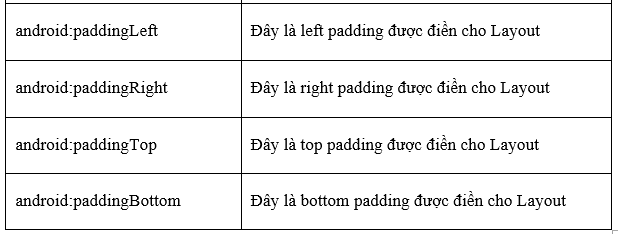 android:paddingLeft Đây là left padding được điền cho Layout
android:paddingRight Đây là right padding được điền cho Layout
android:paddingTop Đây là top padding được điền cho Layout
android:paddingBottom Đây là bottom padding được điền cho Layout